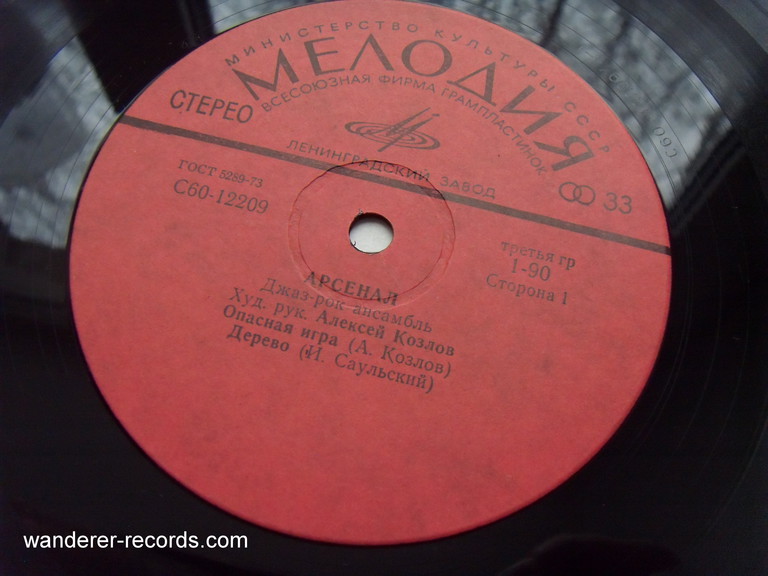 МИНИСТЕРСТВО КУЛЬТУРЫ СССР
МЕЛОДИЯ
ВСЕСОЮЗНАЯ ФИРМА ГРАМПЛАСТИНОК
СТЕРЕО
ЛЕНИНГРАДСКИЙ ЗАВОД
33
ГОСТ 5289-73
С60-12209
третья гр
1-90
Сторона 1
АРСЕНАЛ
Джаз-рок ансамбль
Худ. рук. Алексей Козлов
Опасная игра (А. Козлов)
Дерево (И. Саульский)
wanderer-records.com